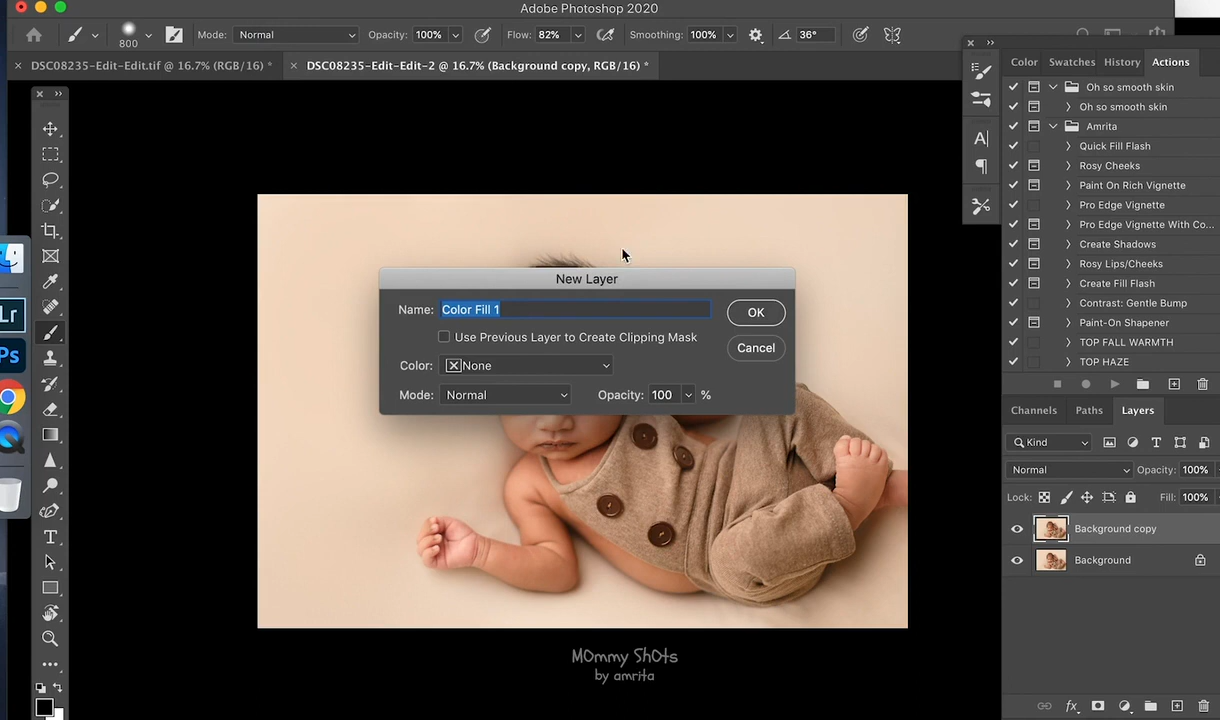 Adobe Photoshop 2020
800 Mode: Normal Opacity: 100% Flow: 82% Smoothing: 100% 36°
DSC08235-Edit-Edit.tif @ 16.7% (RGB/16) *
DSC08235-Edit-Edit-2 @ 16.7% (Background copy, RGB/16) *
Color Swatches History Actions
Oh so smooth skin
Oh so smooth skin
Amrita
Quick Fill Flash
Rosy Cheeks
Paint On Rich Vignette
Pro Edge Vignette
Pro Edge Vignette With Co...
Create Shadows
Rosy Lips/Cheeks
Create Fill Flash
Contrast: Gentle Bump
Paint-On Shapener
TOP FALL WARMTH
TOP HAZE
New Layer
Name: Color Fill 1
OK
Use Previous Layer to Create Clipping Mask
Cancel
Color: None
Mode: Normal Opacity: 100 %
Channels Paths Layers
Kind
Normal Opacity: 100%
Lock: Fill: 100%
Background copy
Background
fx
Lr
Ps
MOmmy ShOts
by amrita